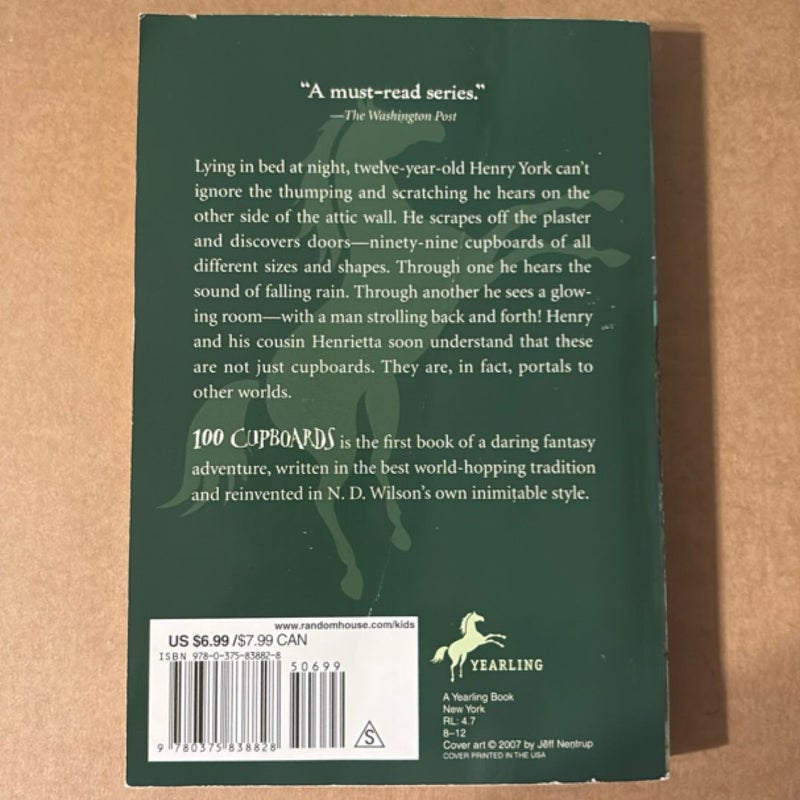 “A must-read series.”
—The Washington Post
Lying in bed at night, twelve-year-old Henry York can’t
ignore the thumping and scratching he hears on the
other side of the attic wall. He scrapes off the plaster
and discovers doors—ninety-nine cupboards of all
different sizes and shapes. Through one he hears the
sound of falling rain. Through another he sees a glow-
ing room—with a man strolling back and forth! Henry
and his cousin Henrietta soon understand that these
are not just cupboards. They are, in fact, portals to
other worlds.
100 CUPBOARDS is the first book of a daring fantasy
adventure, written in the best world-hopping tradition
and reinvented in N. D. Wilson’s own inimitable style.
www.randomhouse.com/kids
US $6.99 /$7.99 CAN
ISBN 978-0-375-83882-8
50699
9 780375 838828
S
YEARLING
A Yearling Book
New York
RL: 4.7
8–12
Cover art © 2007 by Jeff Nentrup
COVER PRINTED IN THE USA